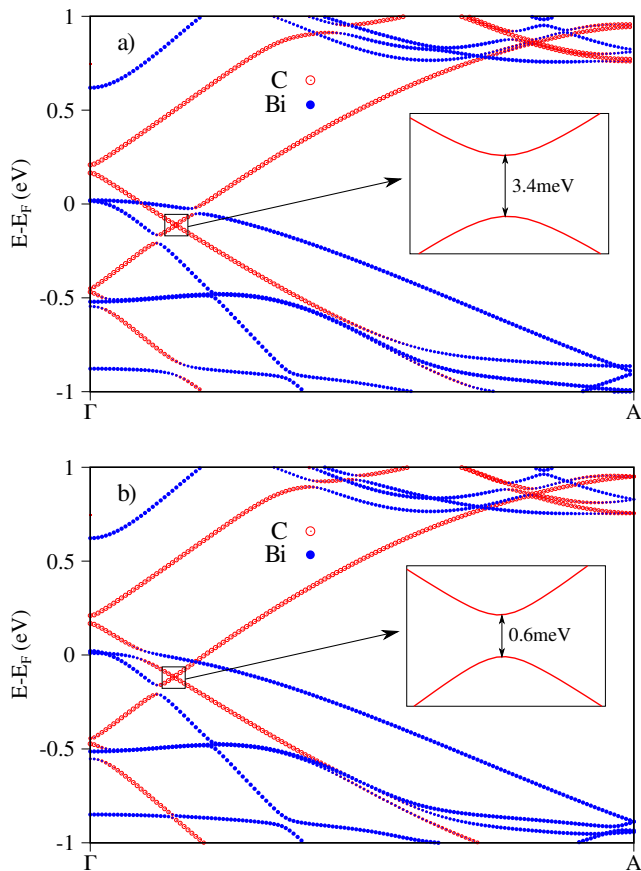 a)
C
Bi
3.4meV
E-E_F (eV)
1
0.5
0
-0.5
-1
Γ
A
b)
C
Bi
0.6meV
E-E_F (eV)
1
0.5
0
-0.5
-1
Γ
A